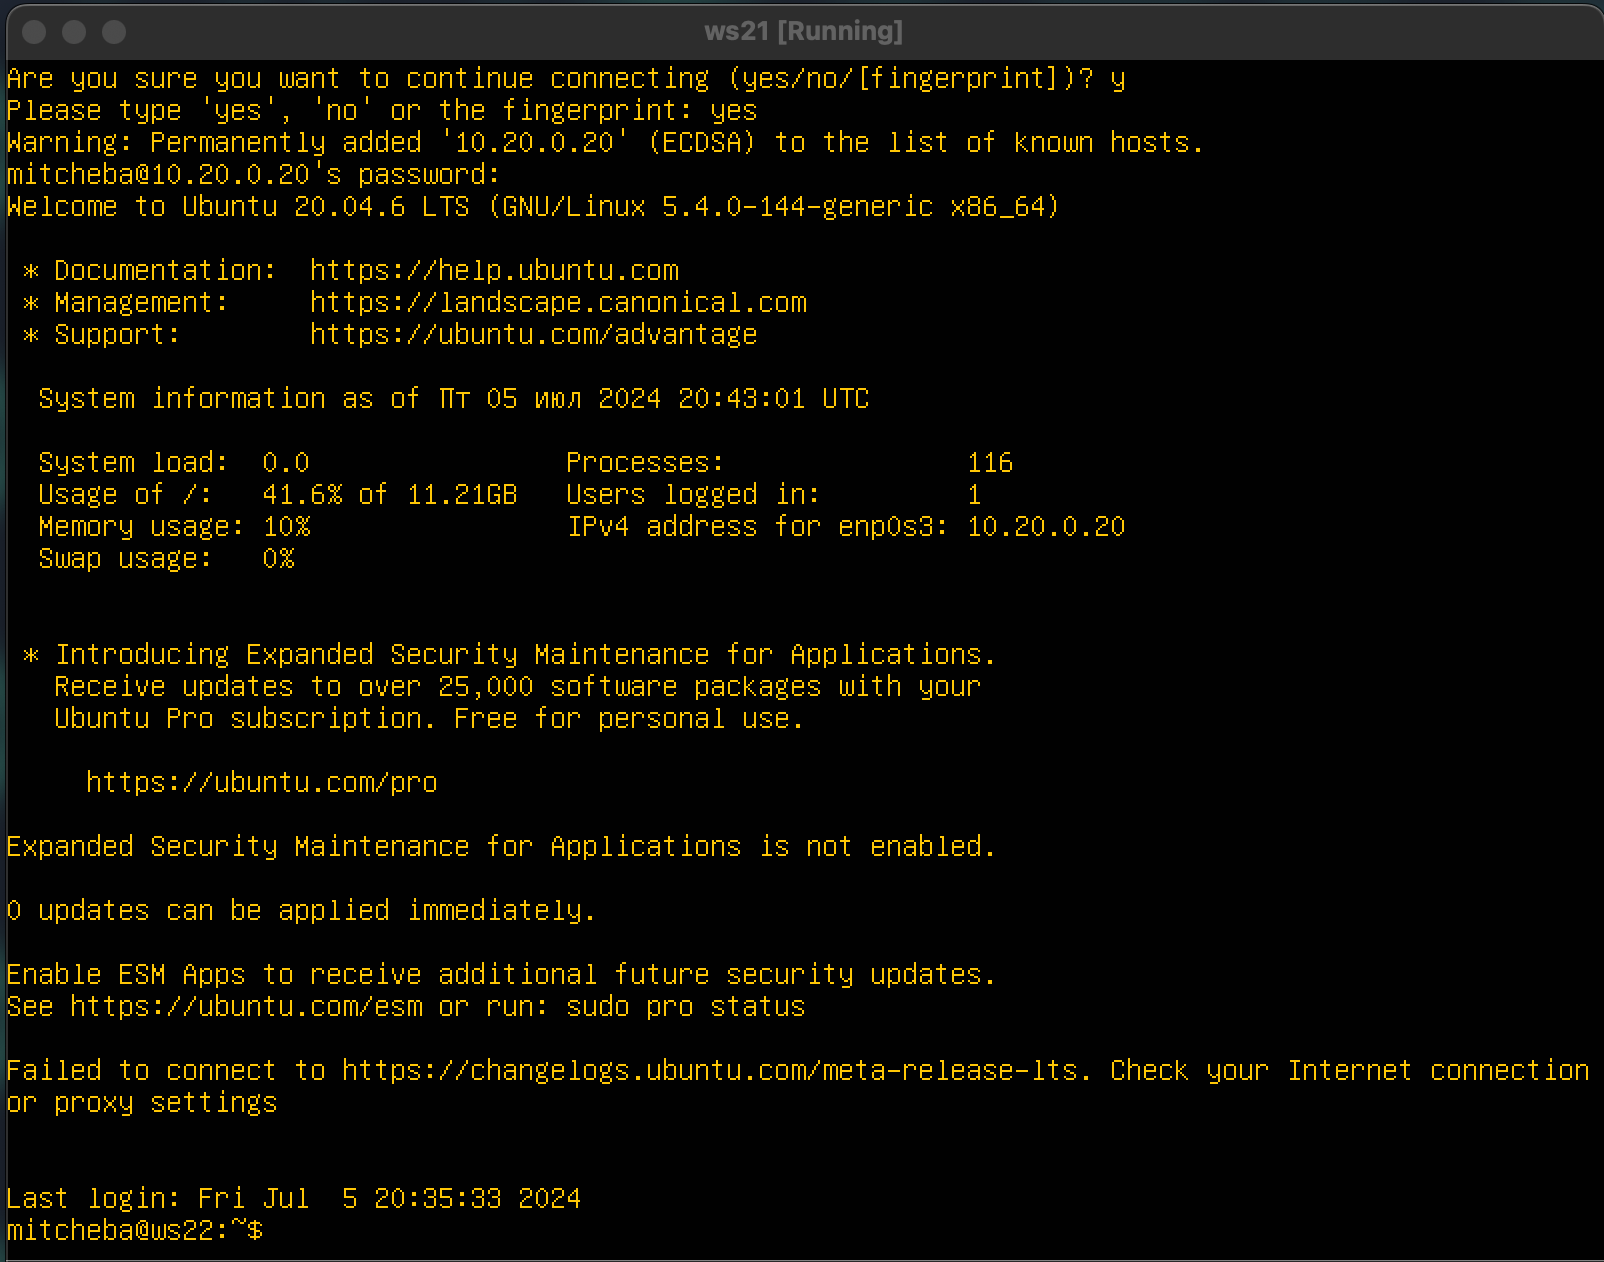 ws21 [Running]
Are you sure you want to continue connecting (yes/no/[fingerprint])? y
Please type 'yes', 'no' or the fingerprint: yes
Warning: Permanently added '10.20.0.20' (ECDSA) to the list of known hosts.
mitcheba@10.20.0.20's password:
Welcome to Ubuntu 20.04.6 LTS (GNU/Linux 5.4.0-144-generic x86_64)
* Documentation:  https://help.ubuntu.com
* Management:     https://landscape.canonical.com
* Support:        https://ubuntu.com/advantage
System information as of Пт 05 июл 2024 20:43:01 UTC
System load:  0.0                Processes:               116
Usage of /:   41.6% of 11.21GB   Users logged in:         1
Memory usage: 10%                IPv4 address for enp0s3: 10.20.0.20
Swap usage:   0%
* Introducing Expanded Security Maintenance for Applications.
Receive updates to over 25,000 software packages with your
Ubuntu Pro subscription. Free for personal use.
https://ubuntu.com/pro
Expanded Security Maintenance for Applications is not enabled.
0 updates can be applied immediately.
Enable ESM Apps to receive additional future security updates.
See https://ubuntu.com/esm or run: sudo pro status
Failed to connect to https://changelogs.ubuntu.com/meta-release-lts. Check your Internet connection
or proxy settings
Last login: Fri Jul  5 20:35:33 2024
mitcheba@ws22:~$